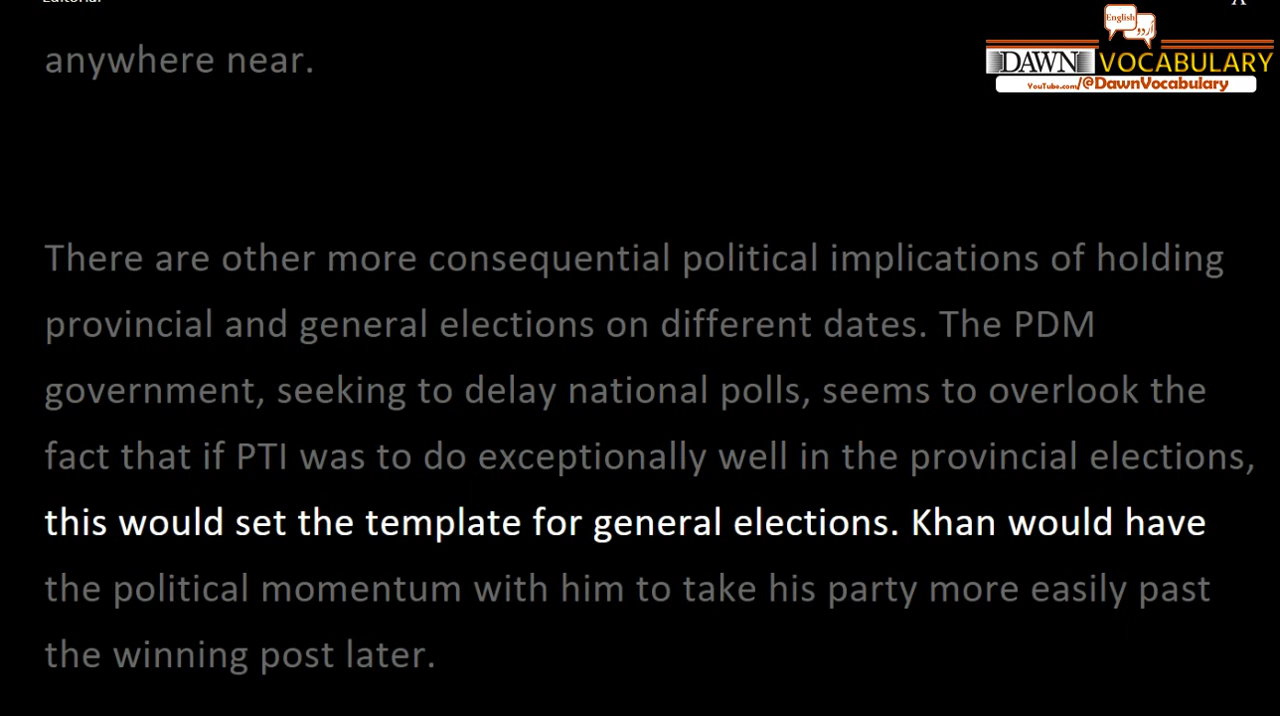 Editorial
A
English
اردو
DAWN VOCABULARY
YouTube.com/@DawnVocabulary
anywhere near.
There are other more consequential political implications of holding
provincial and general elections on different dates. The PDM
government, seeking to delay national polls, seems to overlook the
fact that if PTI was to do exceptionally well in the provincial elections,
this would set the template for general elections. Khan would have
the political momentum with him to take his party more easily past
the winning post later.